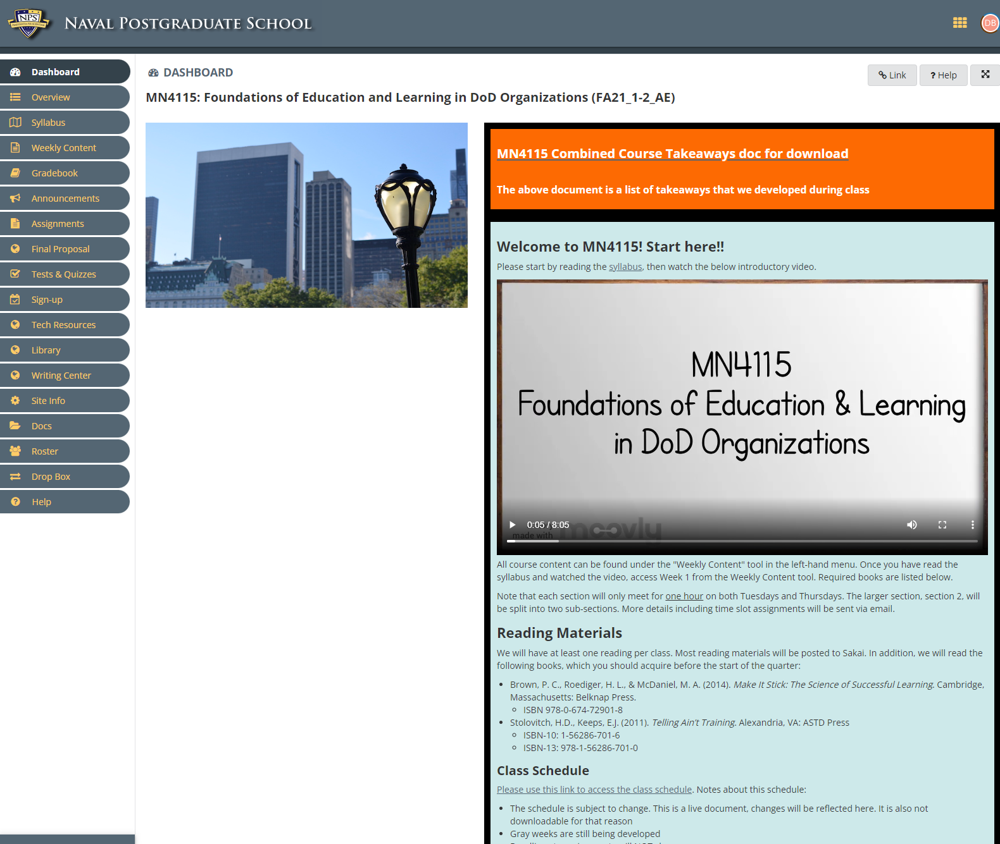 NPS
NAVAL POSTGRADUATE SCHOOL
DB
Dashboard
Overview
Syllabus
Weekly Content
Gradebook
Announcements
Assignments
Final Proposal
Tests & Quizzes
Sign-up
Tech Resources
Library
Writing Center
Site Info
Docs
Roster
Drop Box
Help
DASHBOARD
Link
? Help
MN4115: Foundations of Education and Learning in DoD Organizations (FA21_1-2_AE)
MN4115 Combined Course Takeaways doc for download
The above document is a list of takeaways that we developed during class
Welcome to MN4115! Start here!!
Please start by reading the syllabus, then watch the below introductory video.
MN4115
Foundations of Education & Learning
in DoD Organizations
0:05 / 8:05
made with moovly
All course content can be found under the "Weekly Content" tool in the left-hand menu. Once you have read the
syllabus and watched the video, access Week 1 from the Weekly Content tool. Required books are listed below.
Note that each section will only meet for one hour on both Tuesdays and Thursdays. The larger section, section 2, will
be split into two sub-sections. More details including time slot assignments will be sent via email.
Reading Materials
We will have at least one reading per class. Most reading materials will be posted to Sakai. In addition, we will read the
following books, which you should acquire before the start of the quarter:
• Brown, P. C., Roediger, H. L., & McDaniel, M. A. (2014). Make It Stick: The Science of Successful Learning. Cambridge,
Massachusetts: Belknap Press.
◦ ISBN 978-0-674-72901-8
• Stolovitch, H.D., Keeps, E.J. (2011). Telling Ain't Training. Alexandria, VA: ASTD Press
◦ ISBN-10: 1-56286-701-6
◦ ISBN-13: 978-1-56286-701-0
Class Schedule
Please use this link to access the class schedule. Notes about this schedule:
• The schedule is subject to change. This is a live document, changes will be reflected here. It is also not
downloadable for that reason
• Gray weeks are still being developed